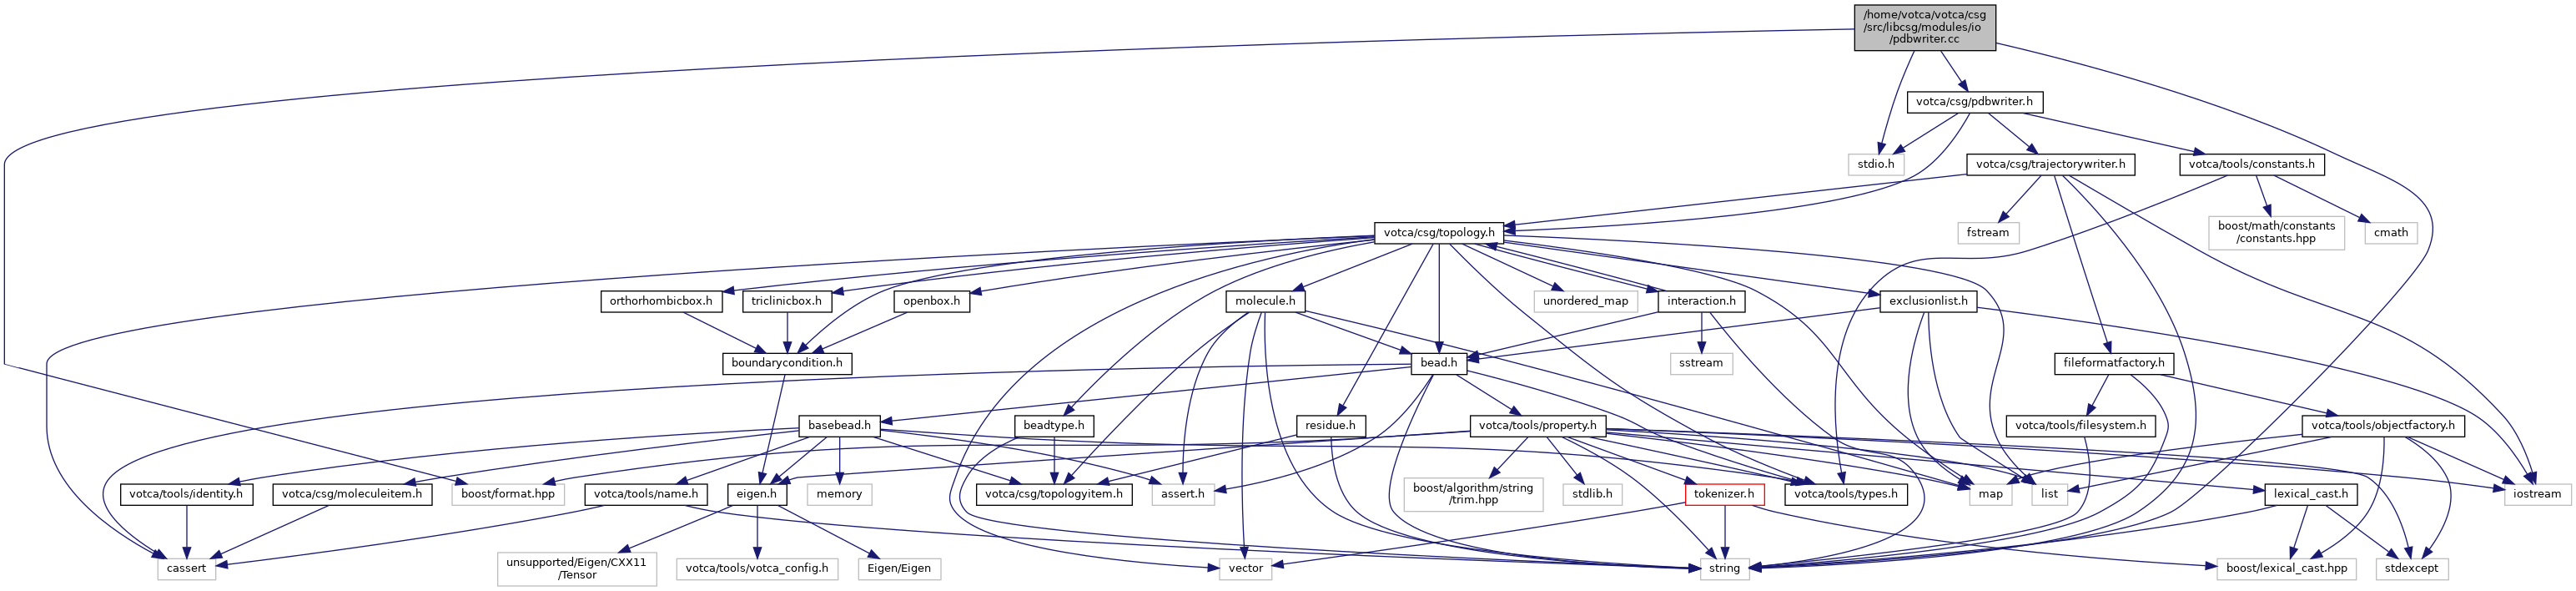 /home/votca/votca/csg
/src/libcsg/modules/io
/pdbwriter.cc
votca/csg/pdbwriter.h
stdio.h
votca/csg/trajectorywriter.h
votca/tools/constants.h
votca/csg/topology.h
fstream
boost/math/constants
/constants.hpp
cmath
orthorhombicbox.h
triclinicbox.h
openbox.h
molecule.h
unordered_map
interaction.h
exclusionlist.h
boundarycondition.h
bead.h
sstream
fileformatfactory.h
basebead.h
beadtype.h
residue.h
votca/tools/property.h
votca/tools/filesystem.h
votca/tools/objectfactory.h
votca/tools/identity.h
votca/csg/moleculeitem.h
boost/format.hpp
votca/tools/name.h
eigen.h
memory
votca/csg/topologyitem.h
assert.h
boost/algorithm/string
/trim.hpp
stdlib.h
tokenizer.h
votca/tools/types.h
map
list
lexical_cast.h
iostream
cassert
unsupported/Eigen/CXX11
/Tensor
votca/tools/votca_config.h
Eigen/Eigen
vector
string
boost/lexical_cast.hpp
stdexcept